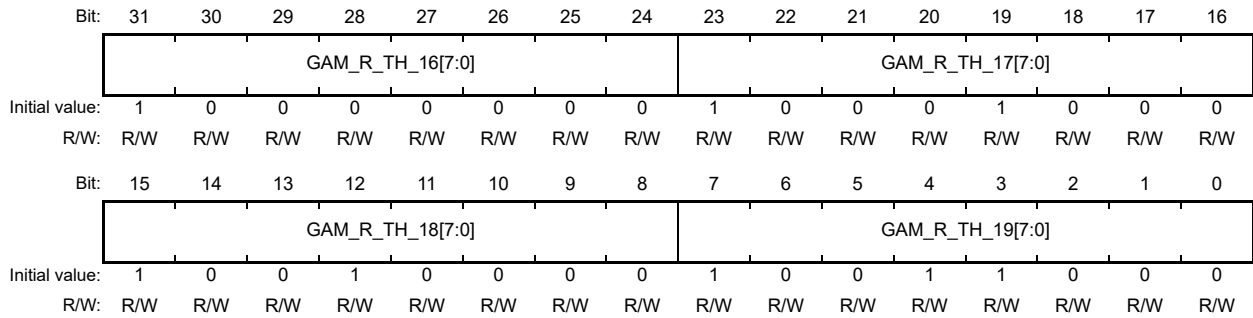 Bit: 31 30 29 28 27 26 25 24 23 22 21 20 19 18 17 16
GAM_R_TH_16[7:0] GAM_R_TH_17[7:0]
Initial value: 1 0 0 0 0 0 0 0 1 0 0 0 1 0 0 0
R/W: R/W R/W R/W R/W R/W R/W R/W R/W R/W R/W R/W R/W R/W R/W R/W R/W
Bit: 15 14 13 12 11 10 9 8 7 6 5 4 3 2 1 0
GAM_R_TH_18[7:0] GAM_R_TH_19[7:0]
Initial value: 1 0 0 1 0 0 0 0 1 0 0 1 1 0 0 0
R/W: R/W R/W R/W R/W R/W R/W R/W R/W R/W R/W R/W R/W R/W R/W R/W R/W